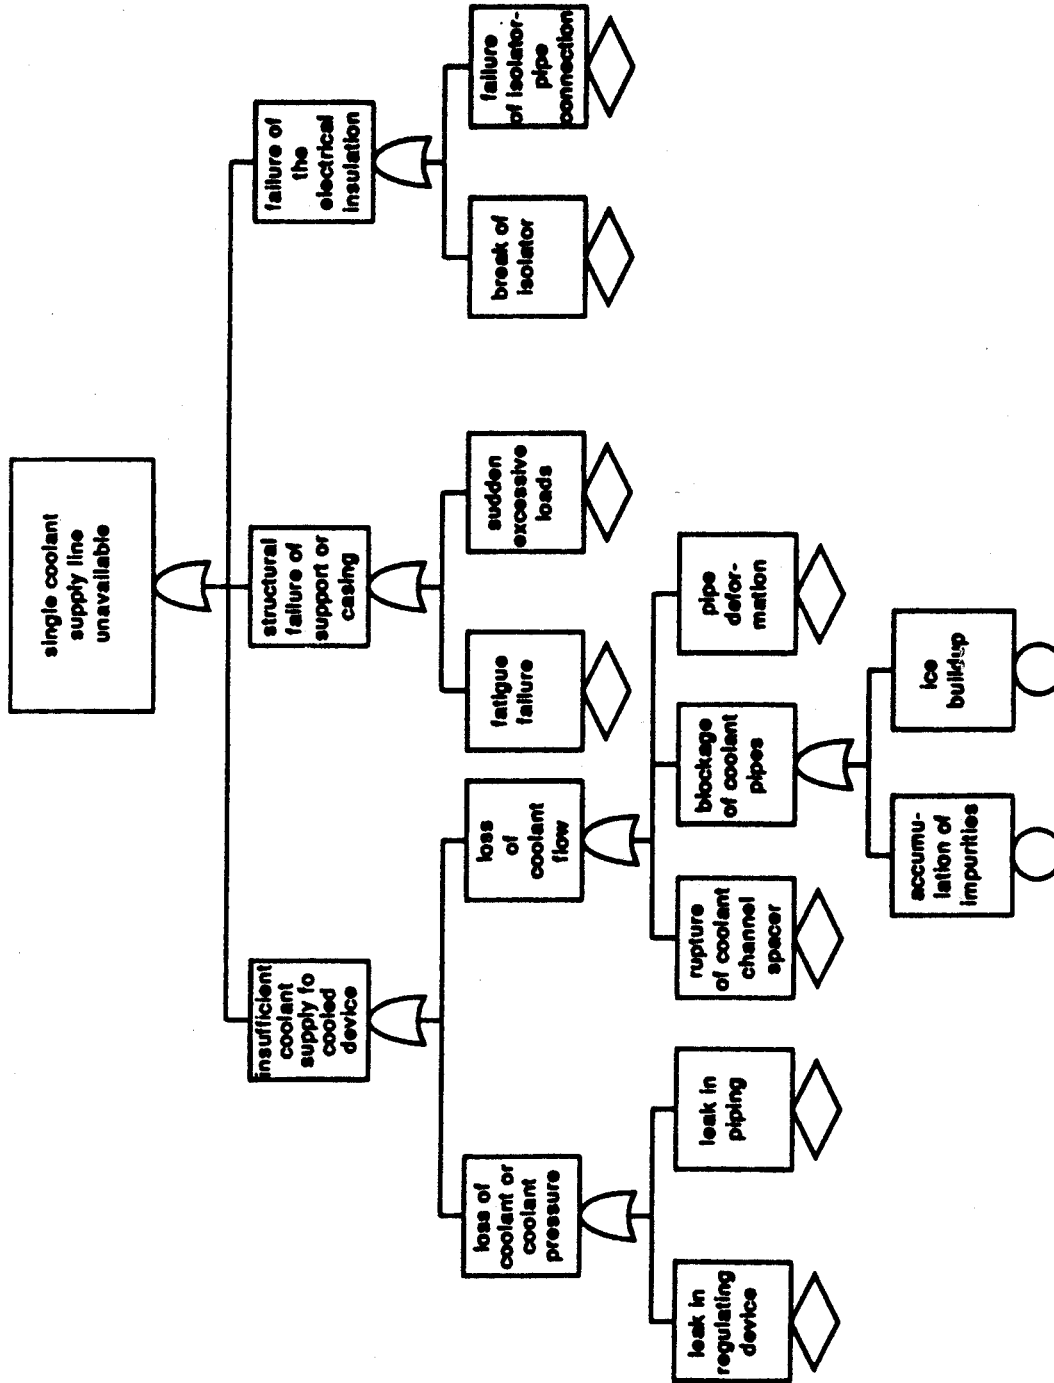 single coolant
supply line
unavailable
insufficient
coolant
supply to
cooled
device
structural
failure of
support or
casing
failure of
the
electrical
insulation
loss of
coolant or
coolant
pressure
loss
of
coolant
flow
fatigue
failure
sudden
excessive
loads
break of
isolator
failure
of isolator-
pipe
connection
leak in
regulating
device
leak in
piping
rupture
of coolant
channel
spacer
blockage
of coolant
pipes
pipe
defor-
mation
accumu-
lation of
impurities
ice
buildup